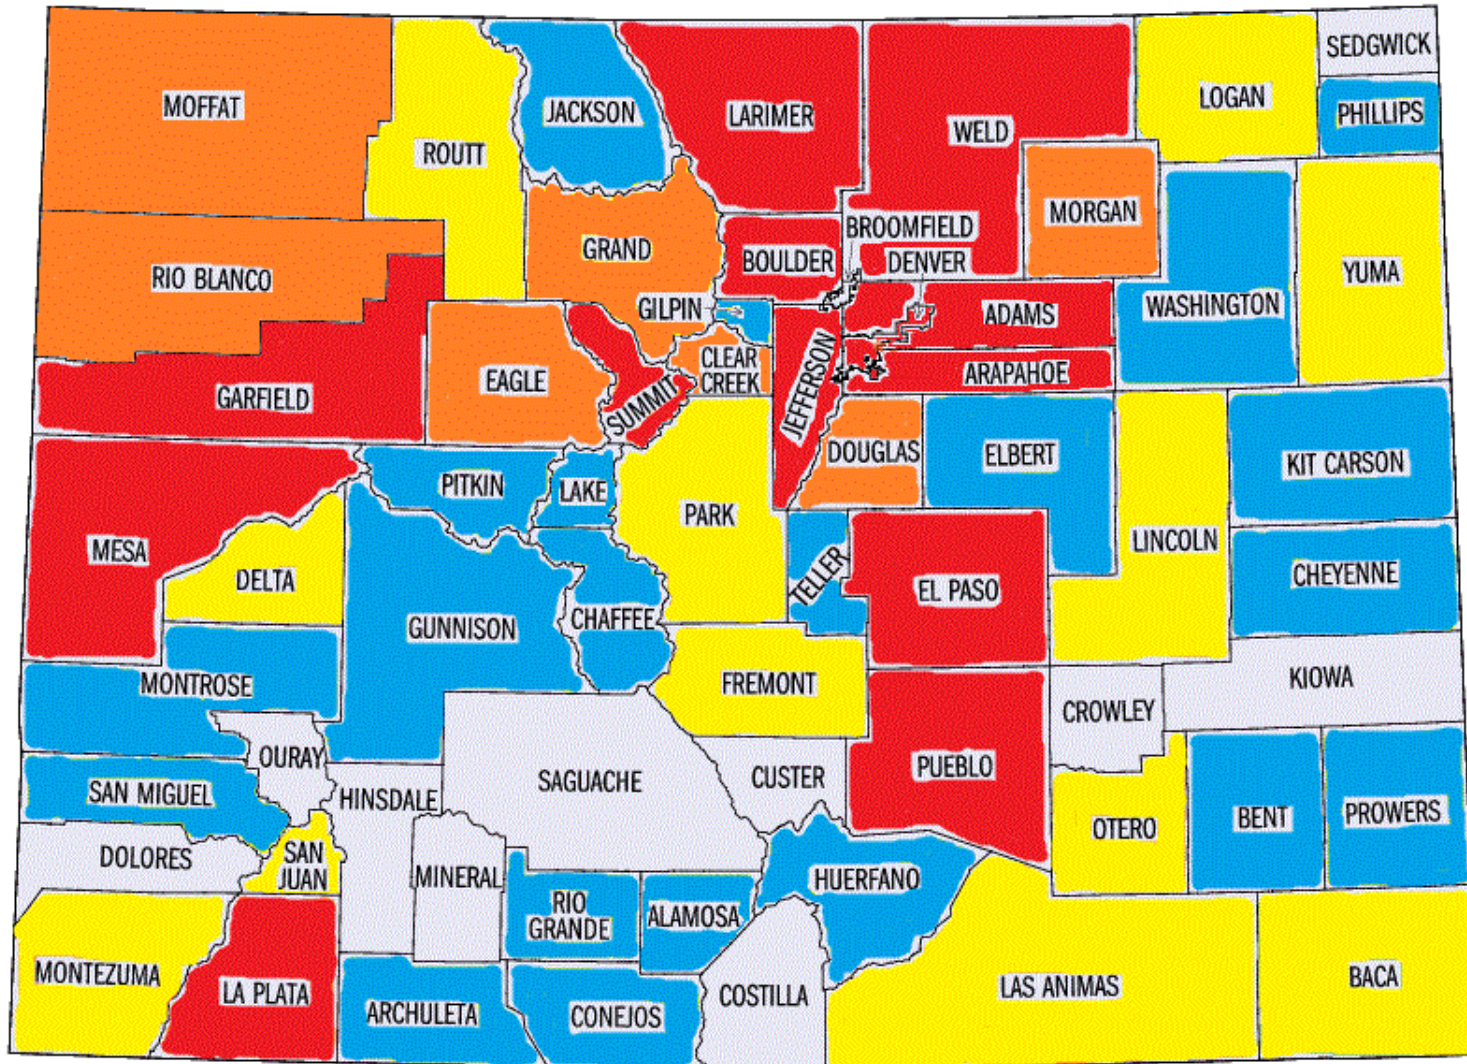 SEDGWICK
MOFFAT
JACKSON
LARIMER
LOGAN
PHILLIPS
ROUTT
WELD
MORGAN
BROOMFIELD
GRAND
BOULDER
DENVER
RIO BLANCO
YUMA
GILPIN
ADAMS
WASHINGTON
CLEAR
CREEK
EAGLE
SUMMIT
JEFFERSON
ARAPAHOE
GARFIELD
DOUGLAS
ELBERT
KIT CARSON
PITKIN
LAKE
PARK
MESA
LINCOLN
DELTA
TELLER
EL PASO
CHEYENNE
GUNNISON
CHAFFEE
MONTROSE
FREMONT
KIOWA
CROWLEY
OURAY
SAGUACHE
CUSTER
PUEBLO
SAN MIGUEL
HINSDALE
OTERO
BENT
PROWERS
DOLORES
SAN
JUAN
MINERAL
HUERFANO
RIO
GRANDE
ALAMOSA
MONTEZUMA
LA PLATA
COSTILLA
LAS ANIMAS
BACA
ARCHULETA
CONEJOS